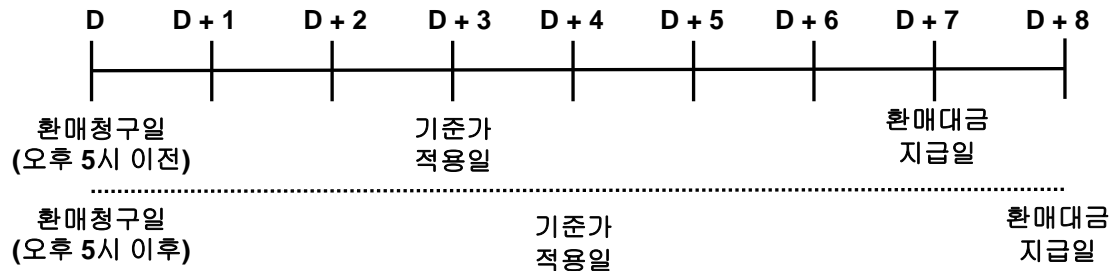 D D + 1 D + 2 D + 3 D + 4 D + 5 D + 6 D + 7 D + 8
환매청구일
(오후 5시 이전)
기준가
적용일
환매대금
지급일
환매청구일
(오후 5시 이후)
기준가
적용일
환매대금
지급일